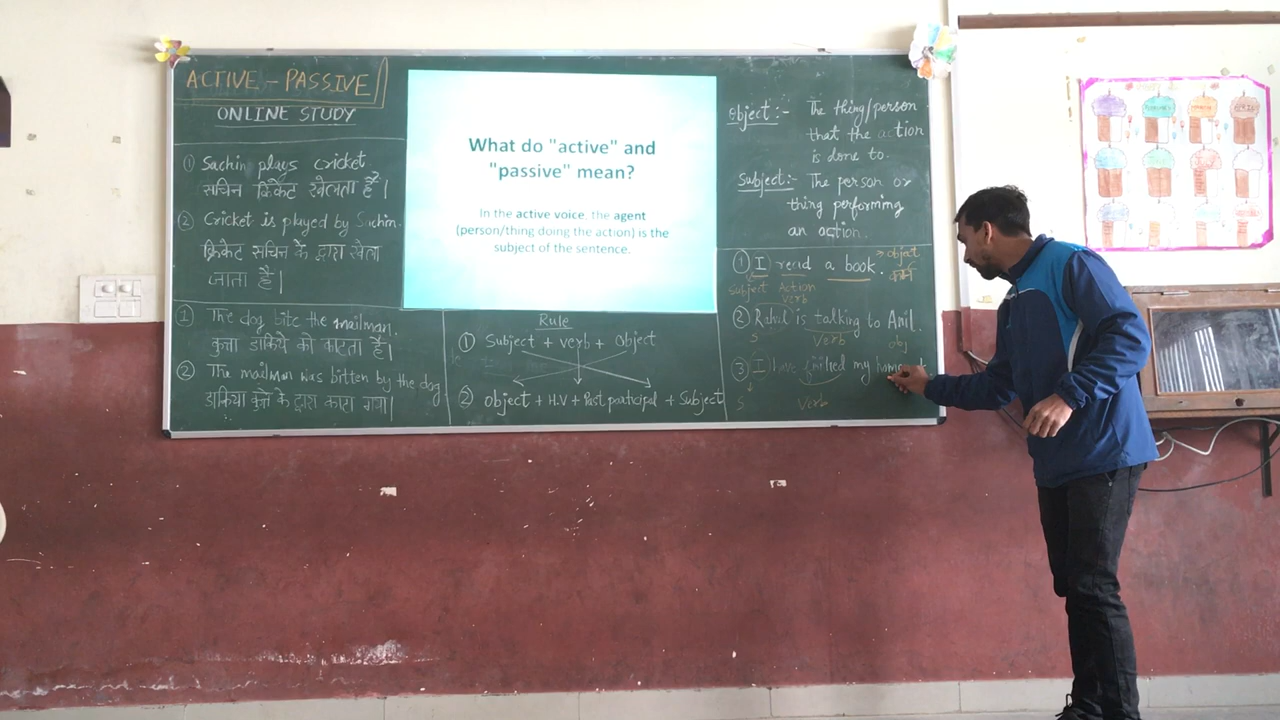 ACTIVE - PASSIVE
ONLINE STUDY
① Sachin plays cricket
सचिन क्रिकेट खेलता है।
② Cricket is played by Sachin.
क्रिकेट सचिन के द्वारा खेला
जाता है।
① The dog bite the mailman.
कुत्ता डाकिये को काटता है।
② The mailman was bitten by the dog
डाकिया कुत्ते के द्वारा काटा गया।
What do "active" and
"passive" mean?
In the active voice, the agent
(person/thing doing the action) is the
subject of the sentence.
Rule
① Subject + verb + object
② object + H.V + Past participal + Subject
Object :- The thing/person
that the action
is done to.
Subject:- The person or
thing performing
an action.
① I read a book. object
Subject Action
Verb
② Rahul is talking to Anil.
S Verb obj
③ I have finished my
S Verb